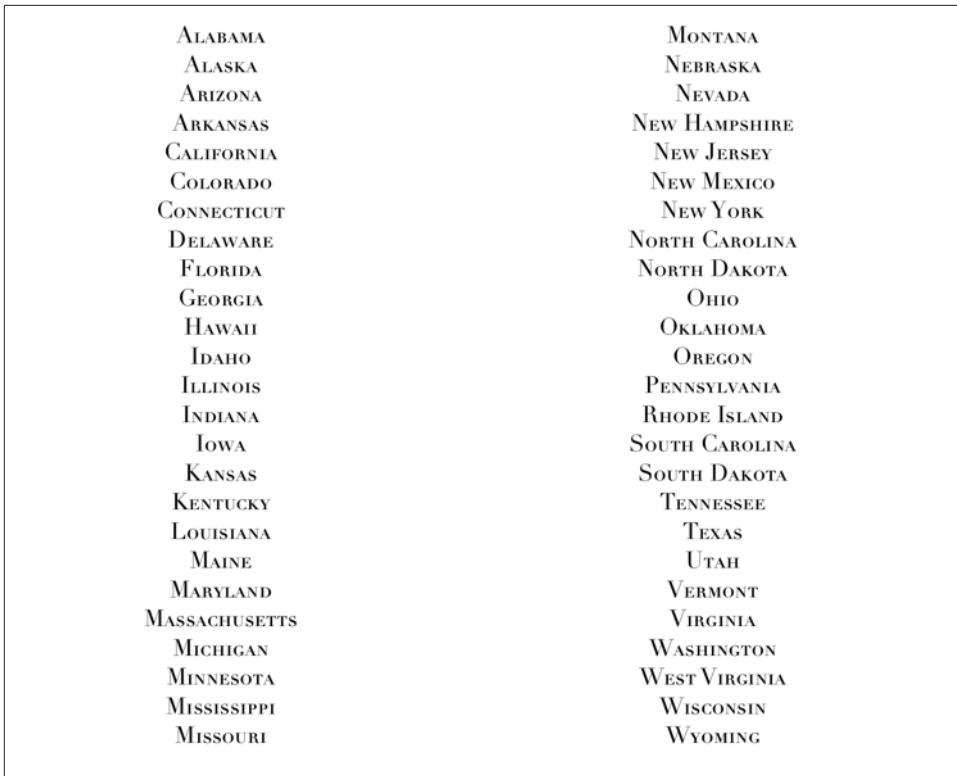 Alabama
Alaska
Arizona
Arkansas
California
Colorado
Connecticut
Delaware
Florida
Georgia
Hawaii
Idaho
Illinois
Indiana
Iowa
Kansas
Kentucky
Louisiana
Maine
Maryland
Massachusetts
Michigan
Minnesota
Mississippi
Missouri
Montana
Nebraska
Nevada
New Hampshire
New Jersey
New Mexico
New York
North Carolina
North Dakota
Ohio
Oklahoma
Oregon
Pennsylvania
Rhode Island
South Carolina
South Dakota
Tennessee
Texas
Utah
Vermont
Virginia
Washington
West Virginia
Wisconsin
Wyoming